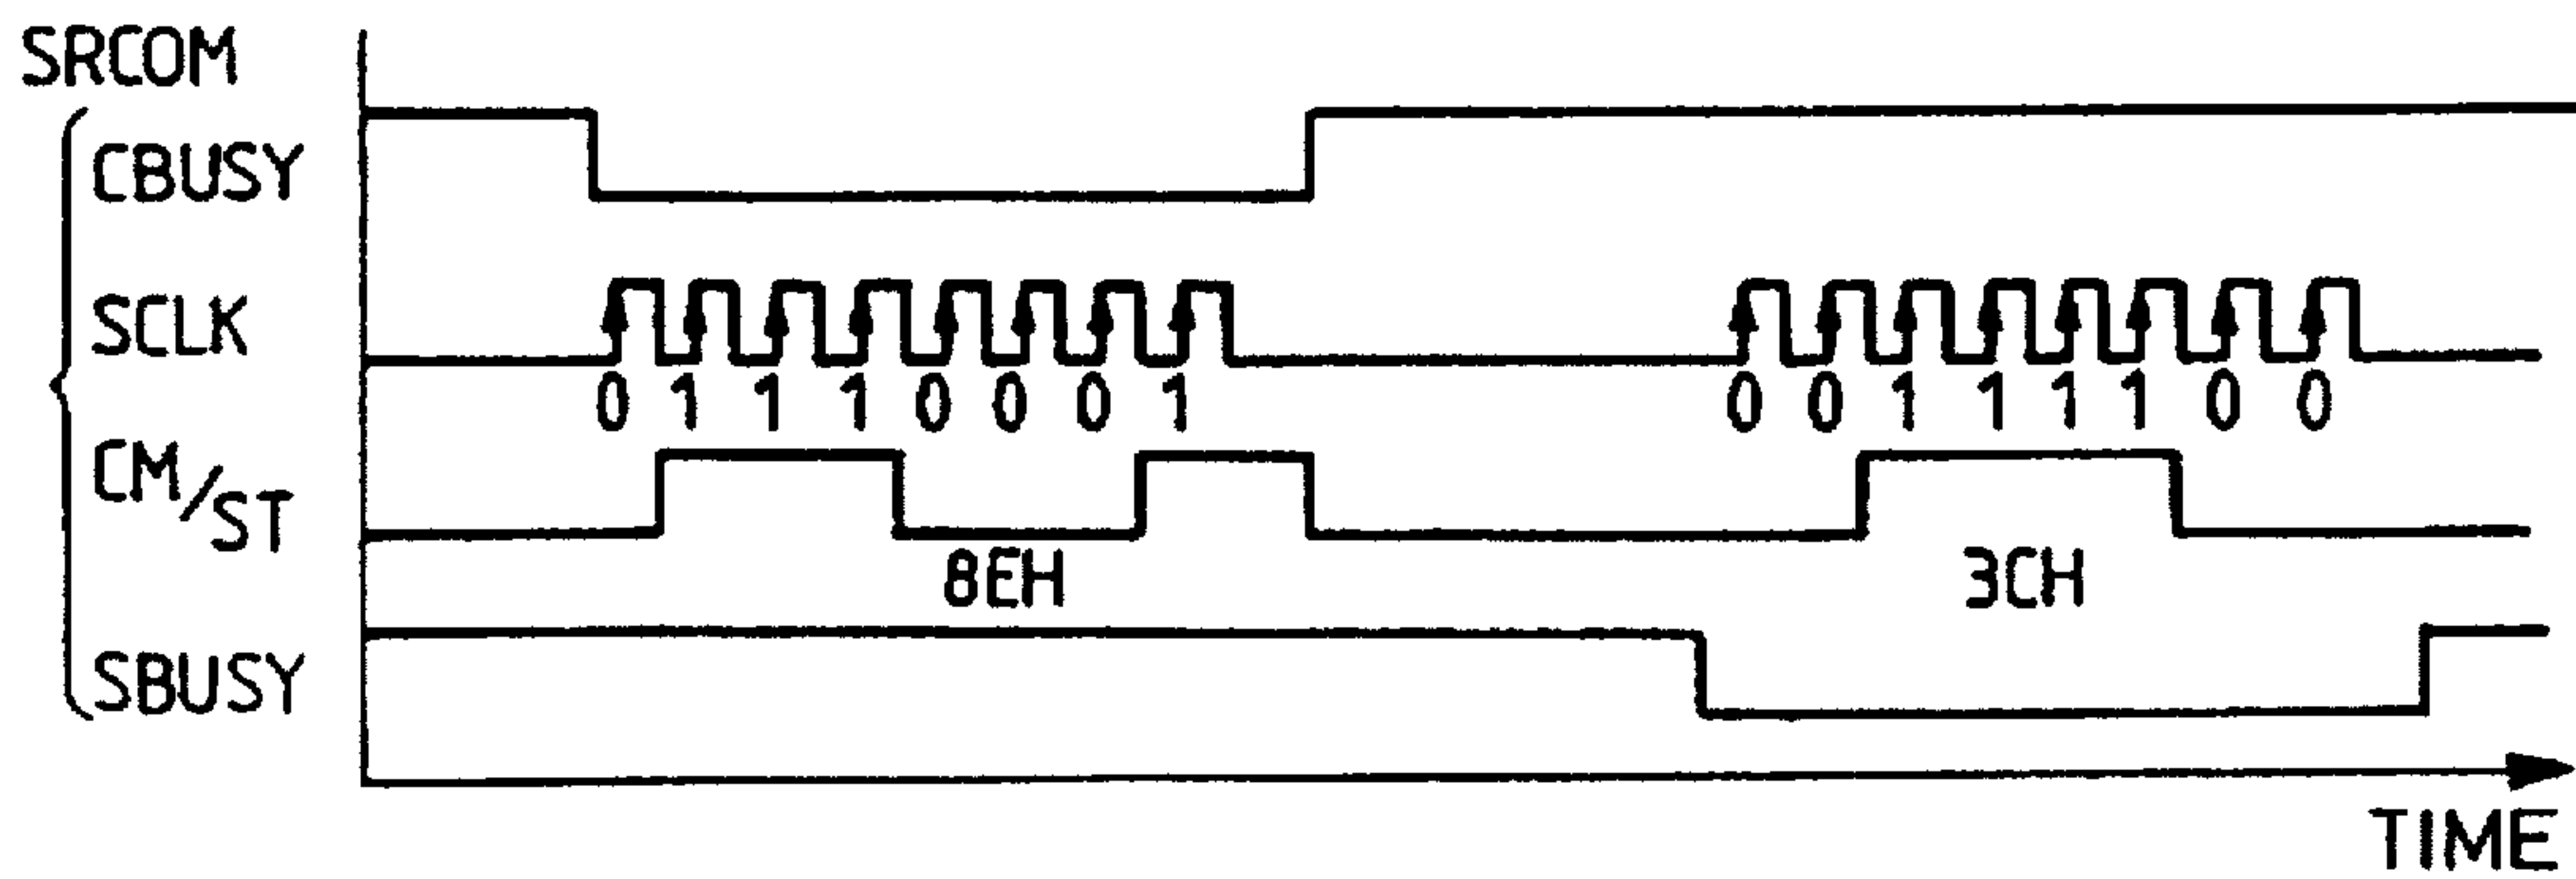 SRCOM
CBUSY
SCLK
0 1 1 1 0 0 0 1 0 0 1 1 1 1 0 0
CM/ST
8EH 3CH
SBUSY
TIME